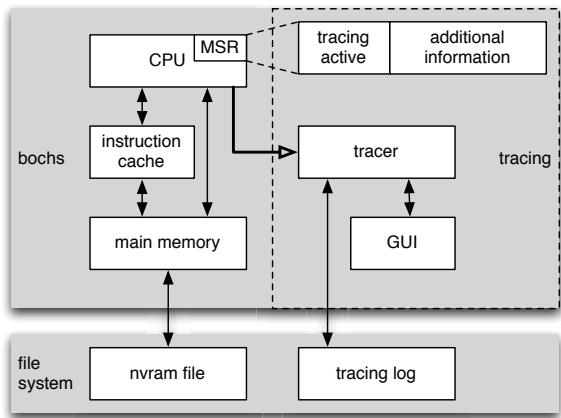 MSR
CPU
tracing
active
additional
information
bochs
instruction
cache
tracer
tracing
main memory
GUI
file
system
nvram file
tracing log